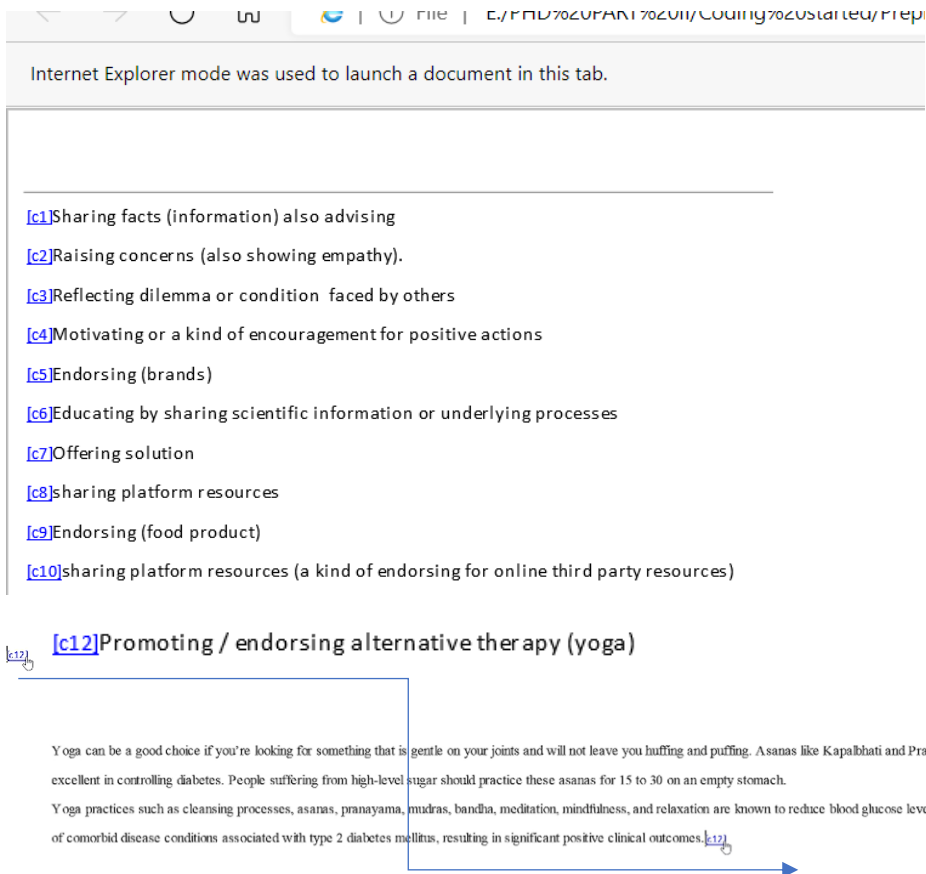 File | E:/PHD%20PART%20II/Coding%20started/Prepl
Internet Explorer mode was used to launch a document in this tab.
[c1]Sharing facts (information) also advising
[c2]Raising concerns (also showing empathy).
[c3]Reflecting dilemma or condition faced by others
[c4]Motivating or a kind of encouragement for positive actions
[c5]Endorsing (brands)
[c6]Educating by sharing scientific information or underlying processes
[c7]Offering solution
[c8]sharing platform resources
[c9]Endorsing (food product)
[c10]sharing platform resources (a kind of endorsing for online third party resources)
[c12] [c12]Promoting / endorsing alternative therapy (yoga)
Yoga can be a good choice if you're looking for something that is gentle on your joints and will not leave you huffing and puffing. Asanas like Kapalbhati and Pra
excellent in controlling diabetes. People suffering from high-level sugar should practice these asanas for 15 to 30 on an empty stomach.
Yoga practices such as cleansing processes, asanas, pranayama, mudras, bandha, meditation, mindfulness, and relaxation are known to reduce blood glucose leve
of comorbid disease conditions associated with type 2 diabetes mellitus, resulting in significant positive clinical outcomes.[c12]